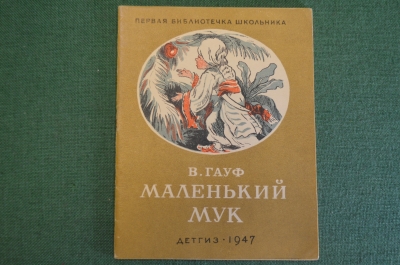 ПЕРВАЯ БИБЛИОТЕЧКА ШКОЛЬНИКА
В. ГАУФ
МАЛЕНЬКИЙ
МУК
ДЕТГИЗ • 1947